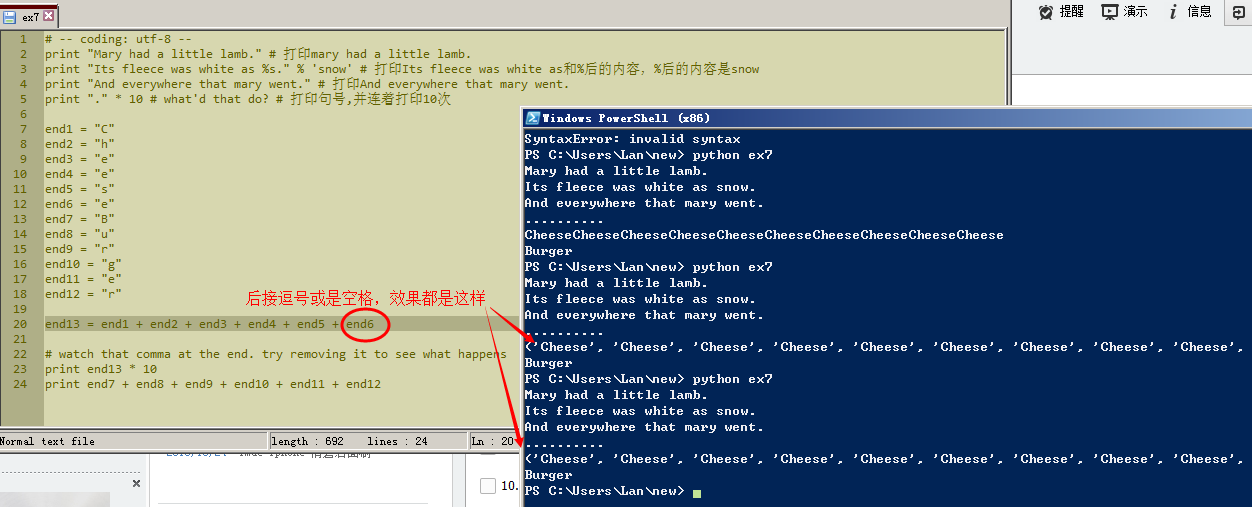 ex7
提醒 演示 信息
1 # -- coding: utf-8 --
2 print "Mary had a little lamb." # 打印mary had a little lamb.
3 print "Its fleece was white as %s." % 'snow' # 打印Its fleece was white as和%后的内容，%后的内容是snow
4 print "And everywhere that mary went." # 打印And everywhere that mary went.
5 print "." * 10 # what'd that do? # 打印句号,并连着打印10次
6
7 end1 = "C"
8 end2 = "h"
9 end3 = "e"
10 end4 = "e"
11 end5 = "s"
12 end6 = "e"
13 end7 = "B"
14 end8 = "u"
15 end9 = "r"
16 end10 = "g"
17 end11 = "e"
18 end12 = "r"
19
20 end13 = end1 + end2 + end3 + end4 + end5 + end6
21
22 # watch that comma at the end. try removing it to see what happens
23 print end13 * 10
24 print end7 + end8 + end9 + end10 + end11 + end12
后接逗号或是空格，效果都是这样
Normal text file length : 692 lines : 24 Ln : 20
10.
Windows PowerShell (x86)
SyntaxError: invalid syntax
PS C:\Users\Lan\new> python ex7
Mary had a little lamb.
Its fleece was white as snow.
And everywhere that mary went.
..........
CheeseCheeseCheeseCheeseCheeseCheeseCheeseCheeseCheeseCheese
Burger
PS C:\Users\Lan\new> python ex7
Mary had a little lamb.
Its fleece was white as snow.
And everywhere that mary went.
..........
('Cheese', 'Cheese', 'Cheese', 'Cheese', 'Cheese', 'Cheese', 'Cheese', 'Cheese', 'Cheese',
Burger
PS C:\Users\Lan\new> python ex7
Mary had a little lamb.
Its fleece was white as snow.
And everywhere that mary went.
..........
('Cheese', 'Cheese', 'Cheese', 'Cheese', 'Cheese', 'Cheese', 'Cheese', 'Cheese', 'Cheese',
Burger
PS C:\Users\Lan\new>